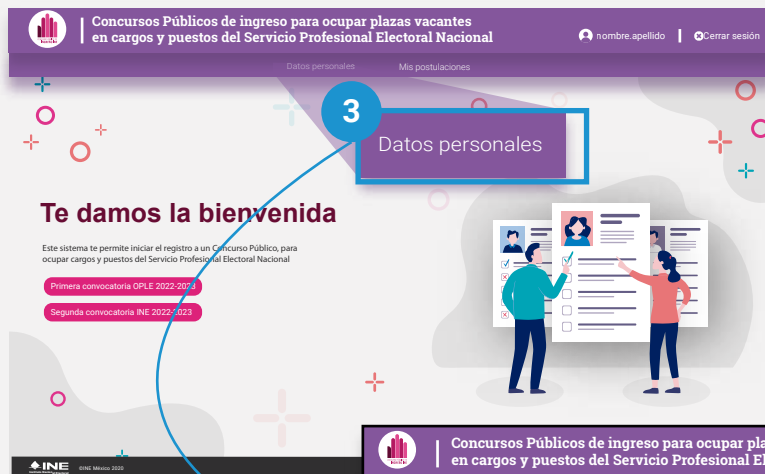 Concursos Públicos de ingreso para ocupar plazas vacantes
en cargos y puestos del Servicio Profesional Electoral Nacional
nombre.apellido
Cerrar sesión
Datos personales
Mis postulaciones
3
Datos personales
Te damos la bienvenida
Este sistema te permite iniciar el registro a un Concurso Público, para
ocupar cargos y puestos del Servicio Profesional Electoral Nacional
Primera convocatoria OPLE 2022-2023
Segunda convocatoria INE 2022-2023
INE
©INE México 2020
Concursos Públicos de ingreso para ocupar pla
en cargos y puestos del Servicio Profesional El